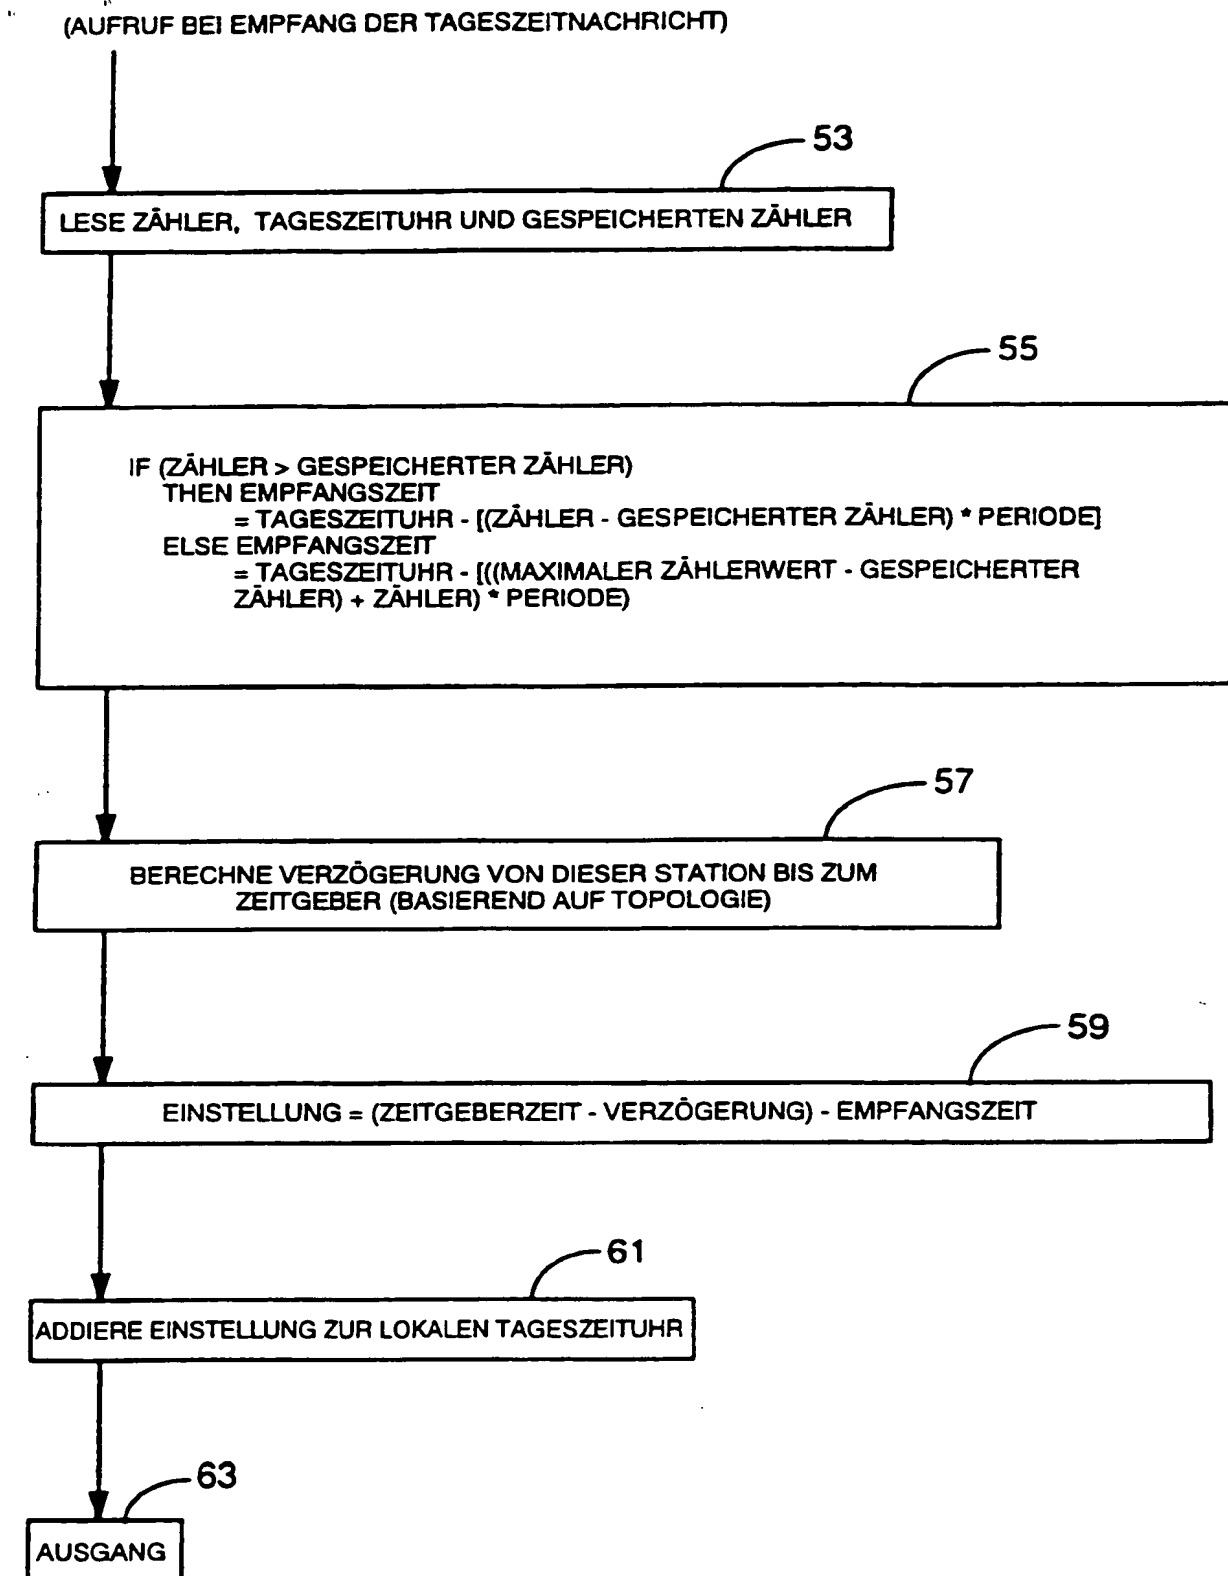 (AUFRUF BEI EMPFANG DER TAGESZEITNACHRICHT)
53
LESE ZÄHLER, TAGESZEITUHR UND GESPEICHERTEN ZÄHLER
55
IF (ZÄHLER > GESPEICHERTER ZÄHLER)
THEN EMPFANGSZEIT
= TAGESZEITUHR - [(ZÄHLER - GESPEICHERTER ZÄHLER) * PERIODE]
ELSE EMPFANGSZEIT
= TAGESZEITUHR - [((MAXIMALER ZÄHLERWERT - GESPEICHERTER
ZÄHLER) + ZÄHLER) * PERIODE)
57
BERECHNE VERZÖGERUNG VON DIESER STATION BIS ZUM
ZEITGEBER (BASIEREND AUF TOPOLOGIE)
59
EINSTELLUNG = (ZEITGEBERZEIT - VERZÖGERUNG) - EMPFANGSZEIT
61
ADDIERE EINSTELLUNG ZUR LOKALEN TAGESZEITUHR
63
AUSGANG